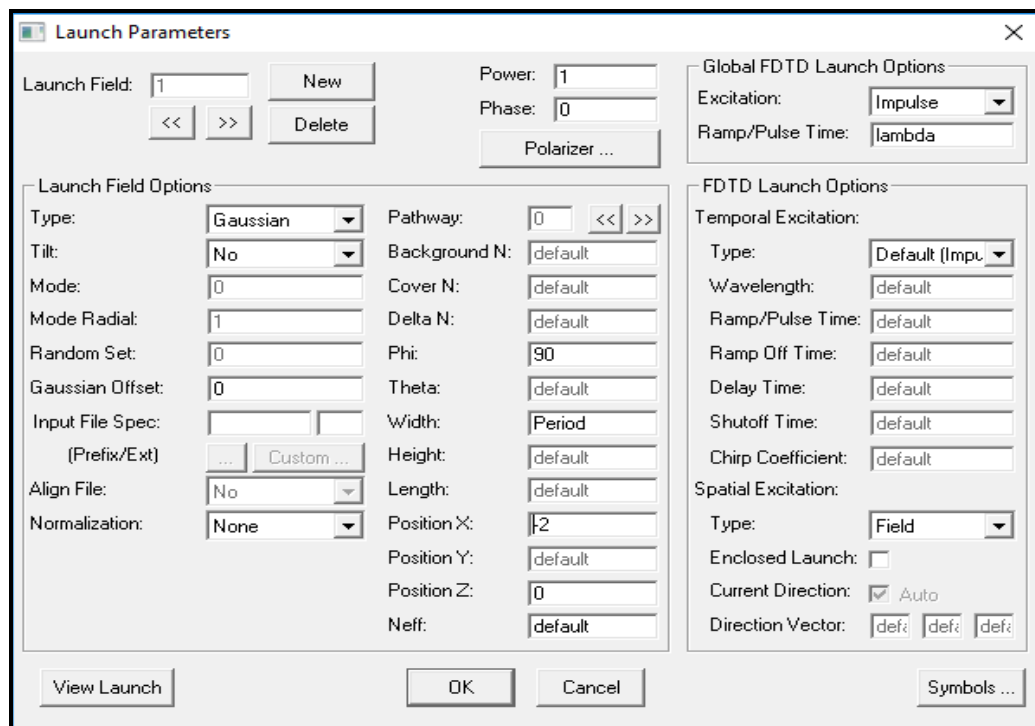 Launch Parameters
Launch Field: 1 New
<< >> Delete
Power: 1
Phase: 0
Polarizer ...
Global FDTD Launch Options
Excitation: Impulse
Ramp/Pulse Time: lambda
Launch Field Options
Type: Gaussian
Tilt: No
Mode: 0
Mode Radial: 1
Random Set: 0
Gaussian Offset: 0
Input File Spec:
(Prefix/Ext) ... Custom ...
Align File: No
Normalization: None
Pathway: 0 << >>
Background N: default
Cover N: default
Delta N: default
Phi: 90
Theta: default
Width: Period
Height: default
Length: default
Position X: -2
Position Y: default
Position Z: 0
Neff: default
FDTD Launch Options
Temporal Excitation:
Type: Default (Impu
Wavelength: default
Ramp/Pulse Time: default
Ramp Off Time: default
Delay Time: default
Shutoff Time: default
Chirp Coefficient: default
Spatial Excitation:
Type: Field
Enclosed Launch:
Current Direction: Auto
Direction Vector: defa defa defa
View Launch OK Cancel Symbols ...